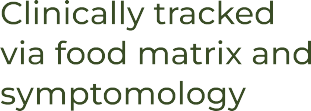 Clinically tracked
via food matrix and
symptomology